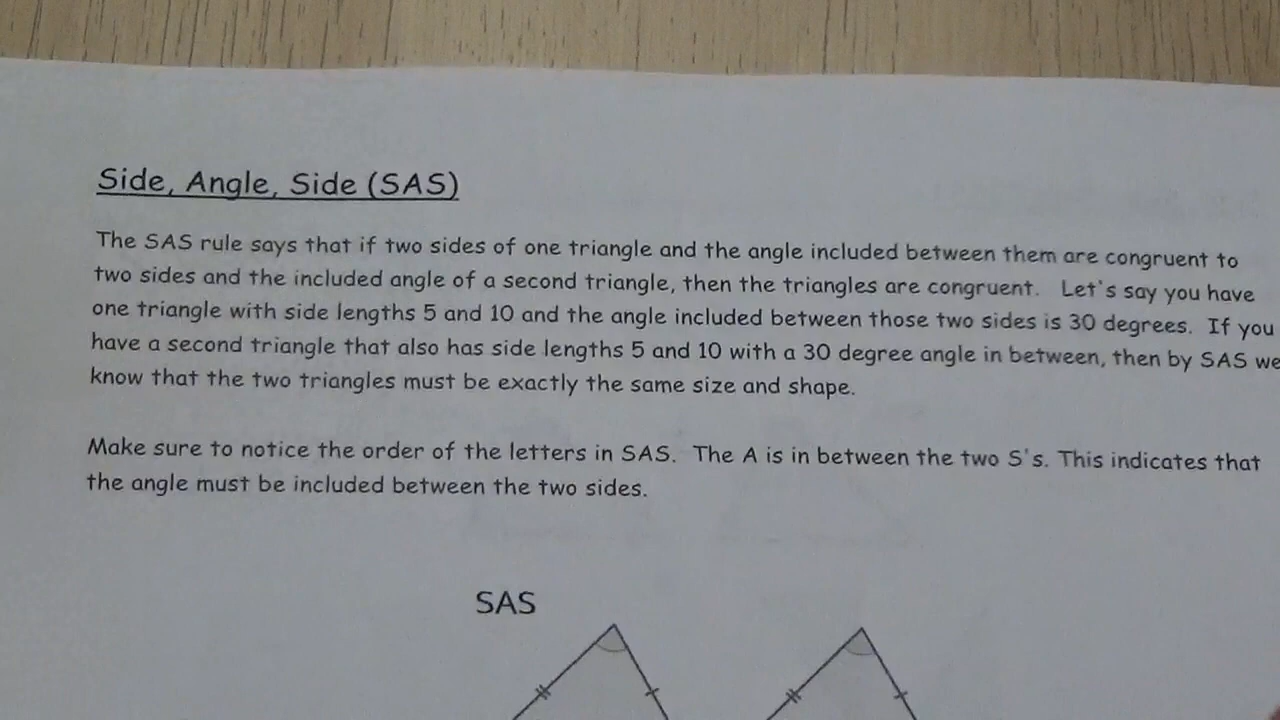 Side, Angle, Side (SAS)
The SAS rule says that if two sides of one triangle and the angle included between them are congruent to
two sides and the included angle of a second triangle, then the triangles are congruent. Let's say you have
one triangle with side lengths 5 and 10 and the angle included between those two sides is 30 degrees. If you
have a second triangle that also has side lengths 5 and 10 with a 30 degree angle in between, then by SAS we
know that the two triangles must be exactly the same size and shape.
Make sure to notice the order of the letters in SAS. The A is in between the two S's. This indicates that
the angle must be included between the two sides.
SAS